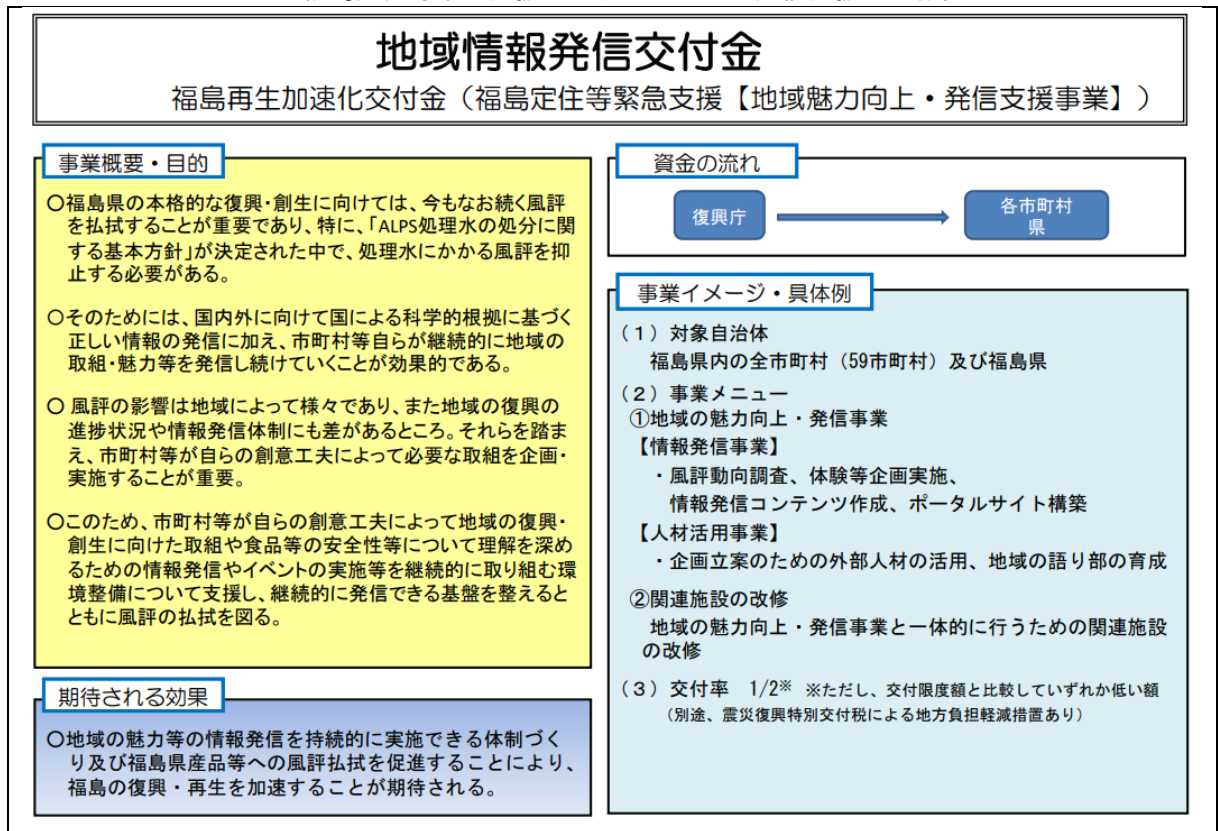 地域情報発信交付金
福島再生加速化交付金（福島定住等緊急支援【地域魅力向上・発信支援事業】）
事業概要・目的
〇福島県の本格的な復興・創生に向けては、今もなお続く風評
を払拭することが重要であり、特に、「ALPS処理水の処分に関
する基本方針」が決定された中で、処理水にかかる風評を抑
止する必要がある。
〇そのためには、国内外に向けて国による科学的根拠に基づく
正しい情報の発信に加え、市町村等自らが継続的に地域の
取組・魅力等を発信し続けていくことが効果的である。
〇 風評の影響は地域によって様々であり、また地域の復興の
進捗状況や情報発信体制にも差があるところ。それらを踏ま
え、市町村等が自らの創意工夫によって必要な取組を企画・
実施することが重要。
〇このため、市町村等が自らの創意工夫によって地域の復興・
創生に向けた取組や食品等の安全性等について理解を深め
るための情報発信やイベントの実施等を継続的に取り組む環
境整備について支援し、継続的に発信できる基盤を整えると
ともに風評の払拭を図る。
期待される効果
〇地域の魅力等の情報発信を持続的に実施できる体制づく
り及び福島県産品等への風評払拭を促進することにより、
福島の復興・再生を加速することが期待される。
資金の流れ
復興庁
各市町村
県
事業イメージ・具体例
（１）対象自治体
福島県内の全市町村（59市町村）及び福島県
（２）事業メニュー
①地域の魅力向上・発信事業
【情報発信事業】
・風評動向調査、体験等企画実施、
情報発信コンテンツ作成、ポータルサイト構築
【人材活用事業】
・企画立案のための外部人材の活用、地域の語り部の育成
②関連施設の改修
地域の魅力向上・発信事業と一体的に行うための関連施設
の改修
（３）交付率 1/2※ ※ただし、交付限度額と比較していずれか低い額
（別途、震災復興特別交付税による地方負担軽減措置あり）